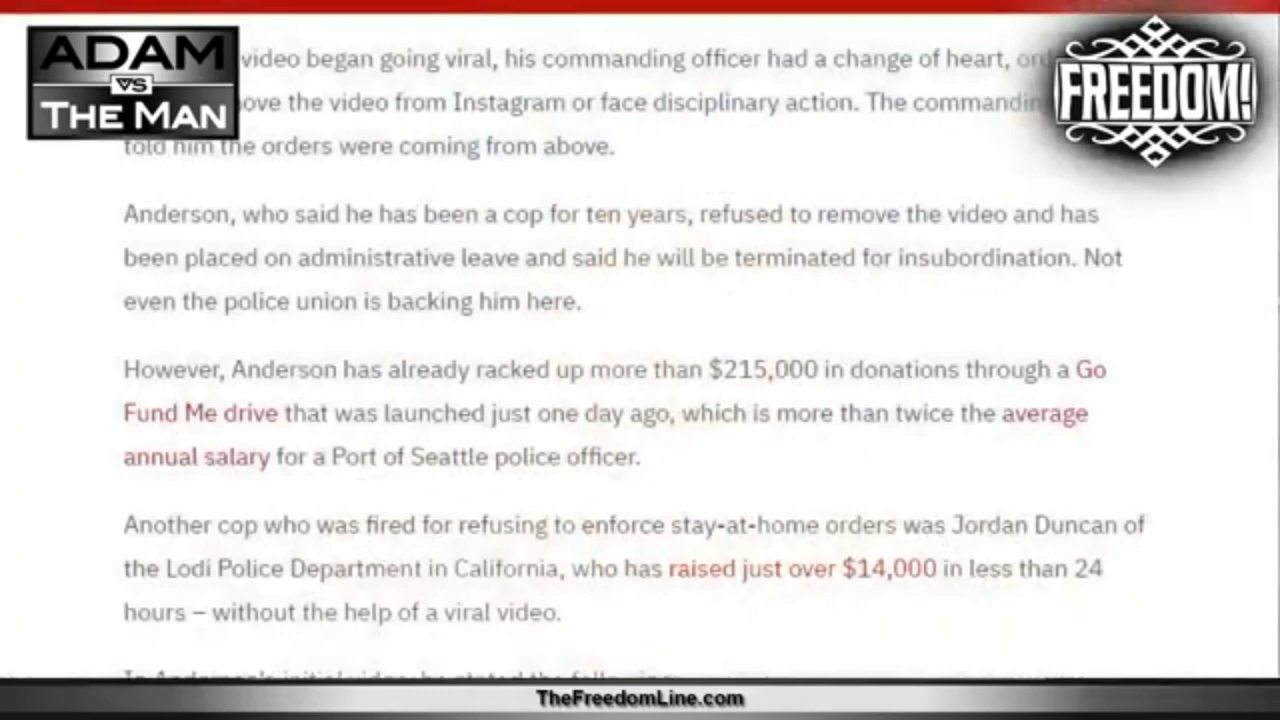 ADAM
VS
THE MAN
FREEDOM!
video began going viral, his commanding officer had a change of heart,
the video from Instagram or face disciplinary action. The
told him the orders were coming from above.
Anderson, who said he has been a cop for ten years, refused to remove the video and has
been placed on administrative leave and said he will be terminated for insubordination. Not
even the police union is backing him here.
However, Anderson has already racked up more than $215,000 in donations through a Go
Fund Me drive that was launched just one day ago, which is more than twice the average
annual salary for a Port of Seattle police officer.
Another cop who was fired for refusing to enforce stay-at-home orders was Jordan Duncan of
the Lodi Police Department in California, who has raised just over $14,000 in less than 24
hours – without the help of a viral video.
TheFreedomLine.com